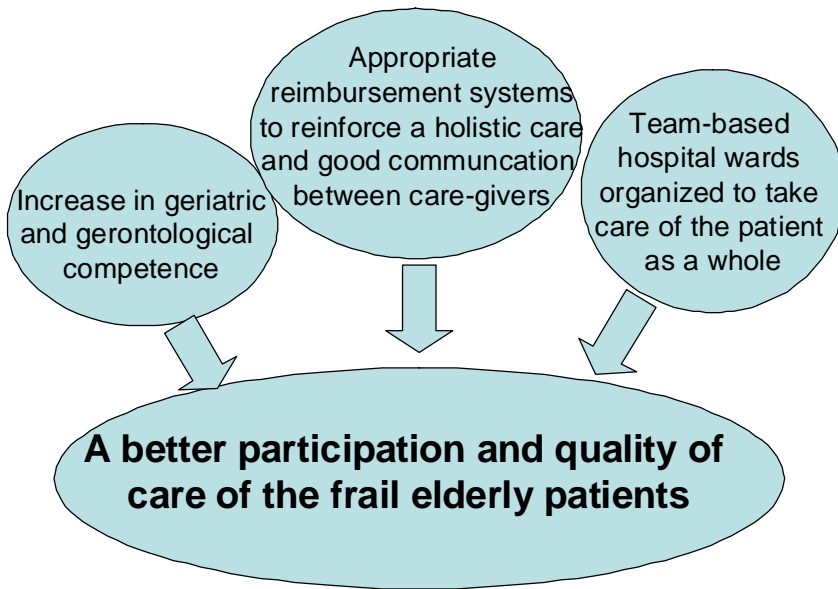 Increase in geriatric
and gerontological
competence
Appropriate
reimbursement systems
to reinforce a holistic care
and good communcation
between care-givers
Team-based
hospital wards
organized to take
care of the patient
as a whole
A better participation and quality of
care of the frail elderly patients